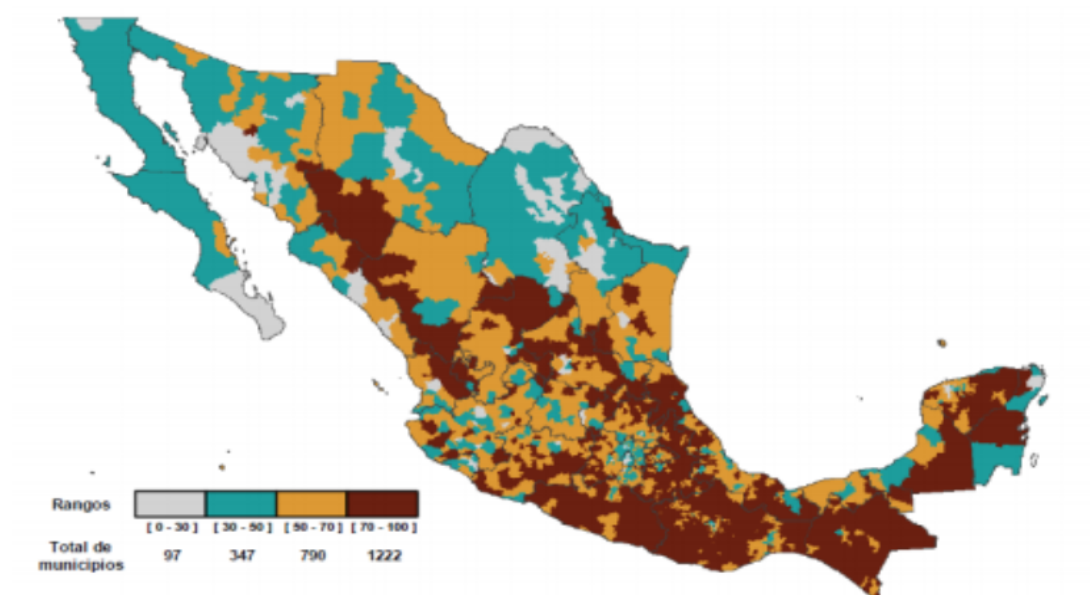 Rangos
[ 0 - 30 ] [ 30 - 50 ] [ 50 - 70 ] [ 70 - 100 ]
Total de
municipios
97 347 790 1222